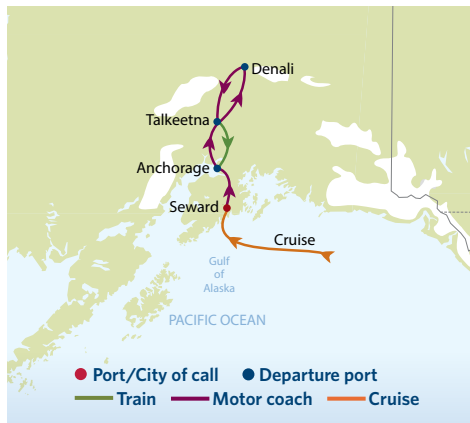 Denali
Talkeetna
Anchorage
Seward
Cruise
Gulf
of
Alaska
PACIFIC OCEAN
Port/City of call
Departure port
Train
Motor coach
Cruise